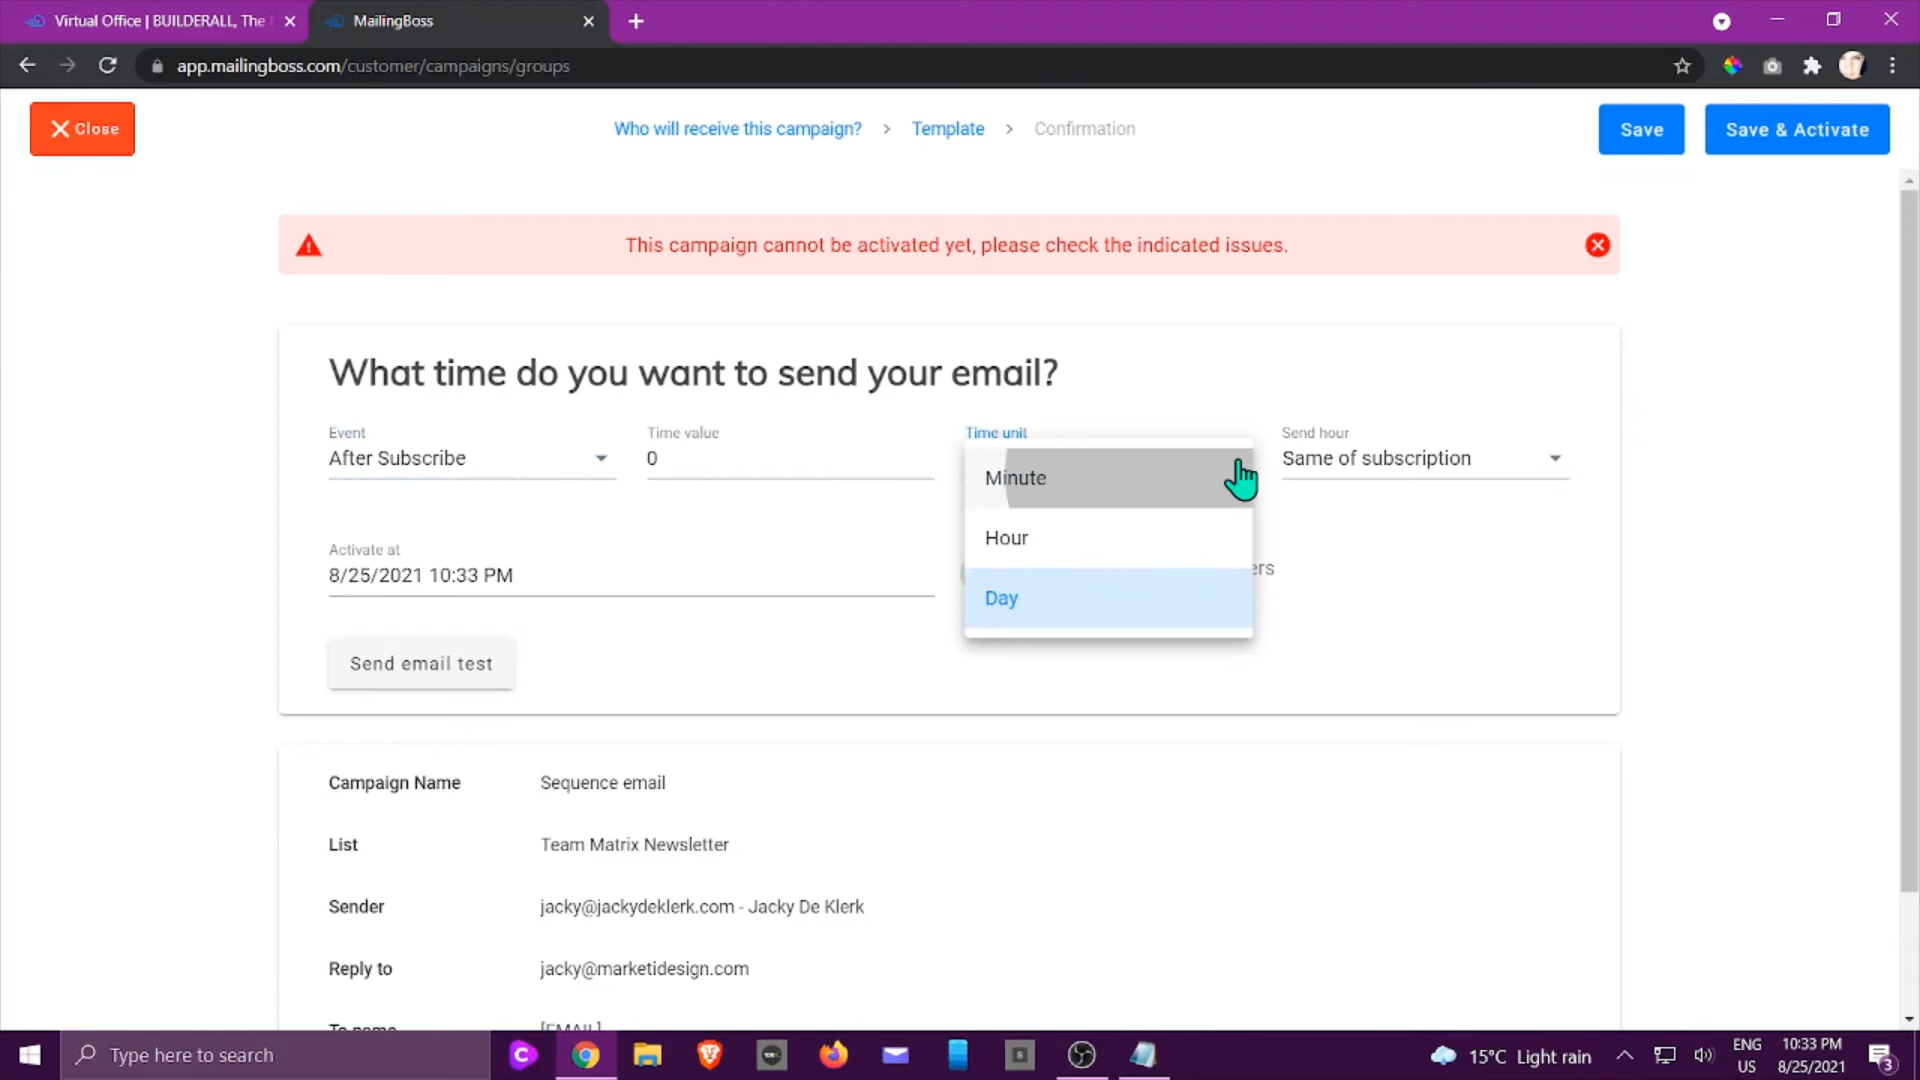 Virtual Office | BUILDERALL, The
MailingBoss
app.mailingboss.com/customer/campaigns/groups
Close
Who will receive this campaign? > Template > Confirmation
Save
Save & Activate
This campaign cannot be activated yet, please check the indicated issues.
What time do you want to send your email?
Event
After Subscribe
Time value
0
Time unit
Minute
Hour
Day
Send hour
Same of subscription
Activate at
8/25/2021 10:33 PM
ers
Send email test
Campaign Name Sequence email
List Team Matrix Newsletter
Sender jacky@jackydeklerk.com - Jacky De Klerk
Reply to jacky@marketidesign.com
To name [EMAIL]
Type here to search
15°C Light rain
ENG
US
10:33 PM
8/25/2021
3